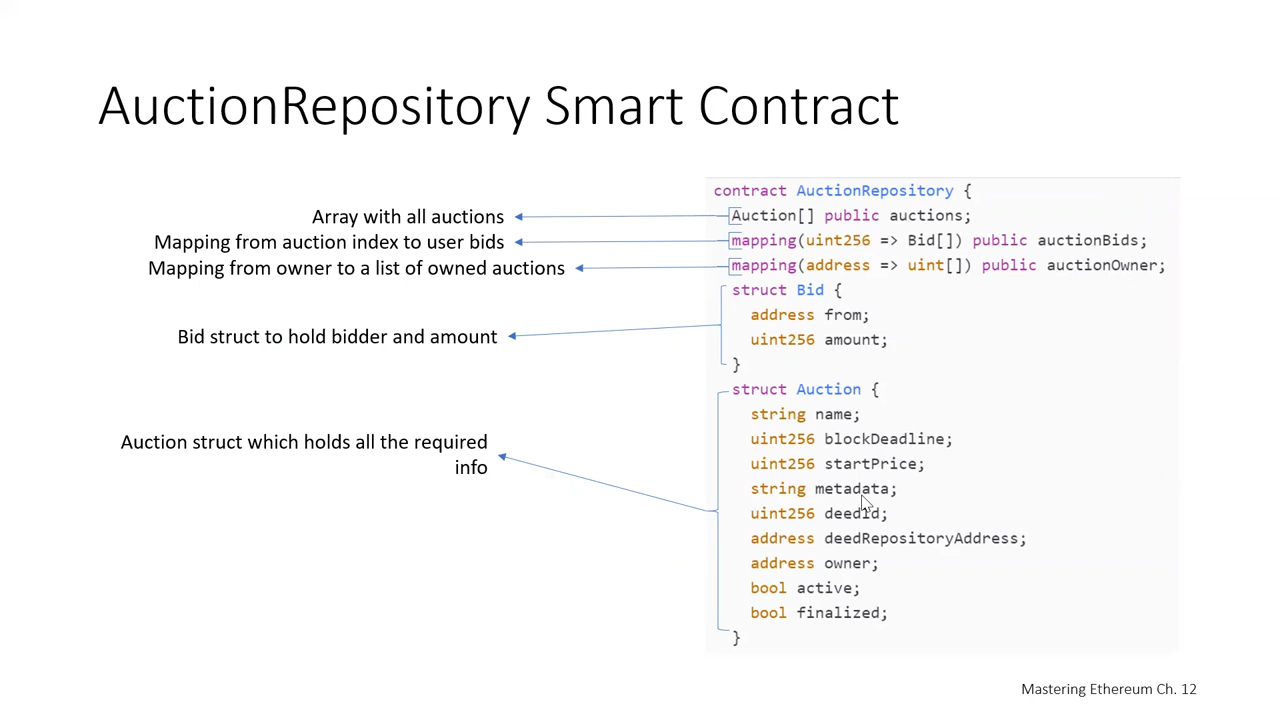 AuctionRepository Smart Contract
Array with all auctions
Mapping from auction index to user bids
Mapping from owner to a list of owned auctions
Bid struct to hold bidder and amount
Auction struct which holds all the required
info
contract AuctionRepository {
Auction[] public auctions;
mapping(uint256 => Bid[]) public auctionBids;
mapping(address => uint[]) public auctionOwner;
struct Bid {
address from;
uint256 amount;
}
struct Auction {
string name;
uint256 blockDeadline;
uint256 startPrice;
string metadata;
uint256 deedId;
address deedRepositoryAddress;
address owner;
bool active;
bool finalized;
}
Mastering Ethereum Ch. 12